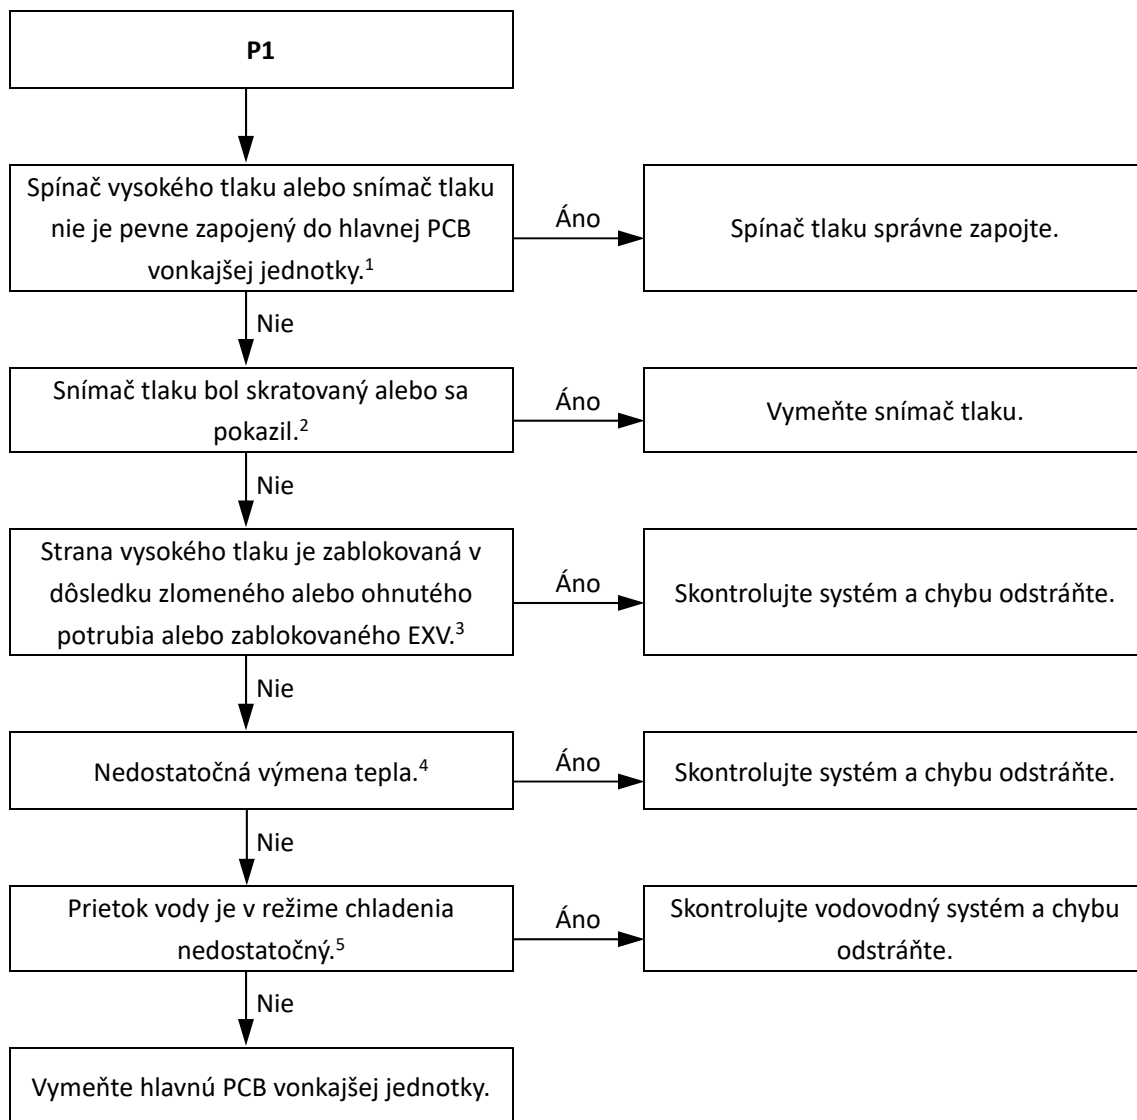 P1
Spínač vysokého tlaku alebo snímač tlaku
nie je pevne zapojený do hlavnej PCB
vonkajšej jednotky.1
Áno
Spínač tlaku správne zapojte.
Nie
Snímač tlaku bol skratovaný alebo sa
pokazil.2
Áno
Vymeňte snímač tlaku.
Nie
Strana vysokého tlaku je zablokovaná v
dôsledku zlomeného alebo ohnutého
potrubia alebo zablokovaného EXV.3
Áno
Skontrolujte systém a chybu odstráňte.
Nie
Nedostatočná výmena tepla.4
Áno
Skontrolujte systém a chybu odstráňte.
Nie
Prietok vody je v režime chladenia
nedostatočný.5
Áno
Skontrolujte vodovodný systém a chybu
odstráňte.
Nie
Vymeňte hlavnú PCB vonkajšej jednotky.